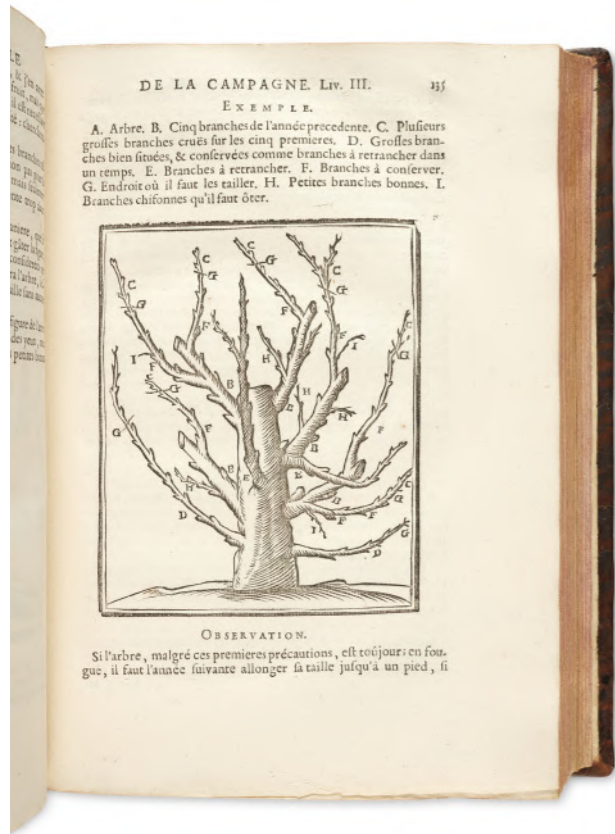 DE LA CAMPAGNE. LIV. III. 135
EXEMPLE.
A. Arbre. B. Cinq branches de l'année precedente. C. Plusieurs
grosses branches cruës sur les cinq premieres. D. Grosses bran-
ches bien situées, & conservées comme branches à retrancher dans
un temps. E. Branches à retrancher. F. Branches à conserver.
G. Endroit où il faut les tailler. H. Petites branches bonnes. I.
Branches chifonnes qu'il faut ôter.
C C C C
G G G G
C G F F F I C G
I F H
C G B H
G F B H F
B E C
H E B G
D F F
I G
D
OBSERVATION.
Si l'arbre, malgré ces premieres précautions, est toûjours en fou-
gue, il faut l'année suivante allonger sa taille jusqu'à un pied, si